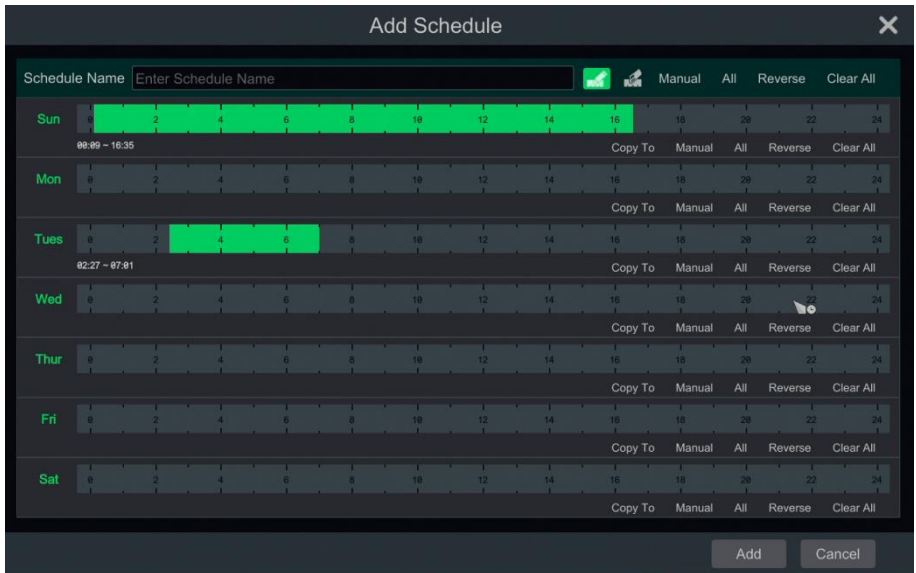 Add Schedule
Schedule Name Enter Schedule Name Manual All Reverse Clear All
Sun 0 2 4 6 8 10 12 14 16 18 20 22 24
00:09 ~ 16:35 Copy To Manual All Reverse Clear All
Mon 0 2 4 6 8 10 12 14 16 18 20 22 24
Copy To Manual All Reverse Clear All
Tues 0 2 4 6 8 10 12 14 16 18 20 22 24
02:27 ~ 07:01 Copy To Manual All Reverse Clear All
Wed 0 2 4 6 8 10 12 14 16 18 20 22 24
Copy To Manual All Reverse Clear All
Thur 0 2 4 6 8 10 12 14 16 18 20 22 24
Copy To Manual All Reverse Clear All
Fri 0 2 4 6 8 10 12 14 16 18 20 22 24
Copy To Manual All Reverse Clear All
Sat 0 2 4 6 8 10 12 14 16 18 20 22 24
Copy To Manual All Reverse Clear All
Add Cancel